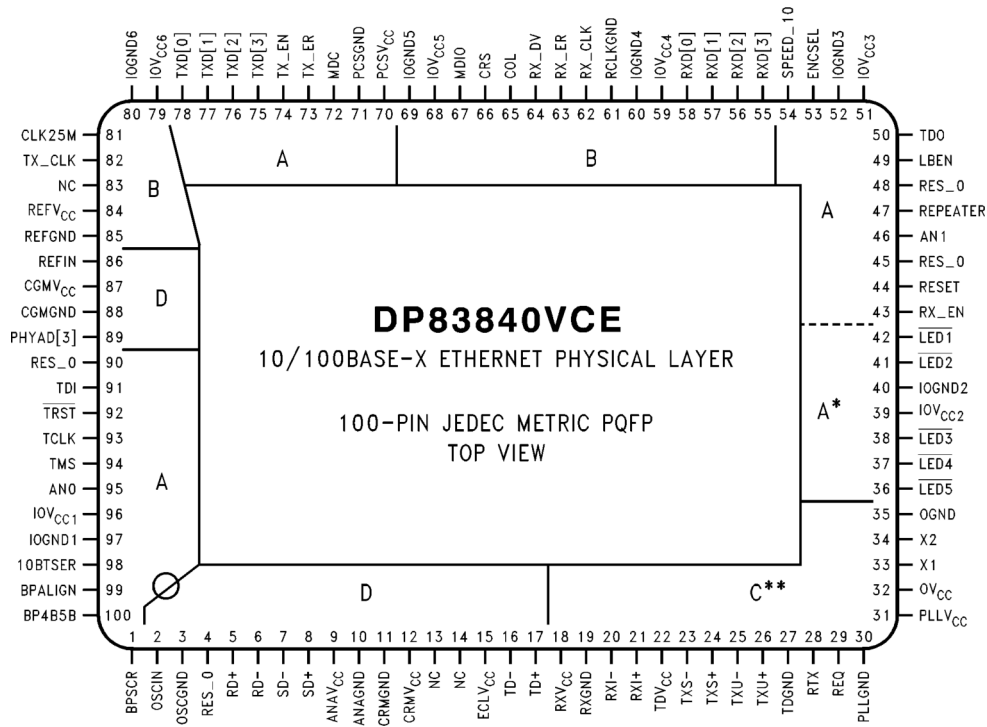 IOGND6
IOVCC6
TXD[0]
TXD[1]
TXD[2]
TXD[3]
TX_EN
TX_ER
MDC
PCSGND
PCSVCC
IOGND5
IOVCC5
MDIO
CRS
COL
RX_DV
RX_ER
RX_CLK
RCLKGND
IOGND4
IOVCC4
RXD[0]
RXD[1]
RXD[2]
RXD[3]
SPEED_10
ENCSEL
IOGND3
IOVCC3
80 79 78 77 76 75 74 73 72 71 70 69 68 67 66 65 64 63 62 61 60 59 58 57 56 55 54 53 52 51
CLK25M 81
TX_CLK 82
NC 83
REFVCC 84
REFGND 85
REFIN 86
CGMVCC 87
CGMGND 88
PHYAD[3] 89
RES_0 90
TDI 91
TRST 92
TCLK 93
TMS 94
AN0 95
IOVCC1 96
IOGND1 97
10BTSER 98
BPALIGN 99
BP4B5B 100
A
B
B
A
D
A
A*
D
C**
DP83840VCE
10/100BASE-X ETHERNET PHYSICAL LAYER
100-PIN JEDEC METRIC PQFP
TOP VIEW
50 TDO
49 LBEN
48 RES_0
47 REPEATER
46 AN1
45 RES_0
44 RESET
43 RX_EN
42 LED1
41 LED2
40 IOGND2
39 IOVCC2
38 LED3
37 LED4
36 LED5
35 OGND
34 X2
33 X1
32 OVCC
31 PLLVCC
1 2 3 4 5 6 7 8 9 10 11 12 13 14 15 16 17 18 19 20 21 22 23 24 25 26 27 28 29 30
BPSCR
OSCIN
OSCGND
RES_0
RD+
RD-
SD-
SD+
ANAVCC
ANAGND
CRMGND
CRMVCC
NC
NC
ECLVCC
TD-
TD+
RXVCC
RXGND
RXI-
RXI+
TDVCC
TXS-
TXS+
TXU-
TXU+
TDGND
RTX
REQ
PLLGND